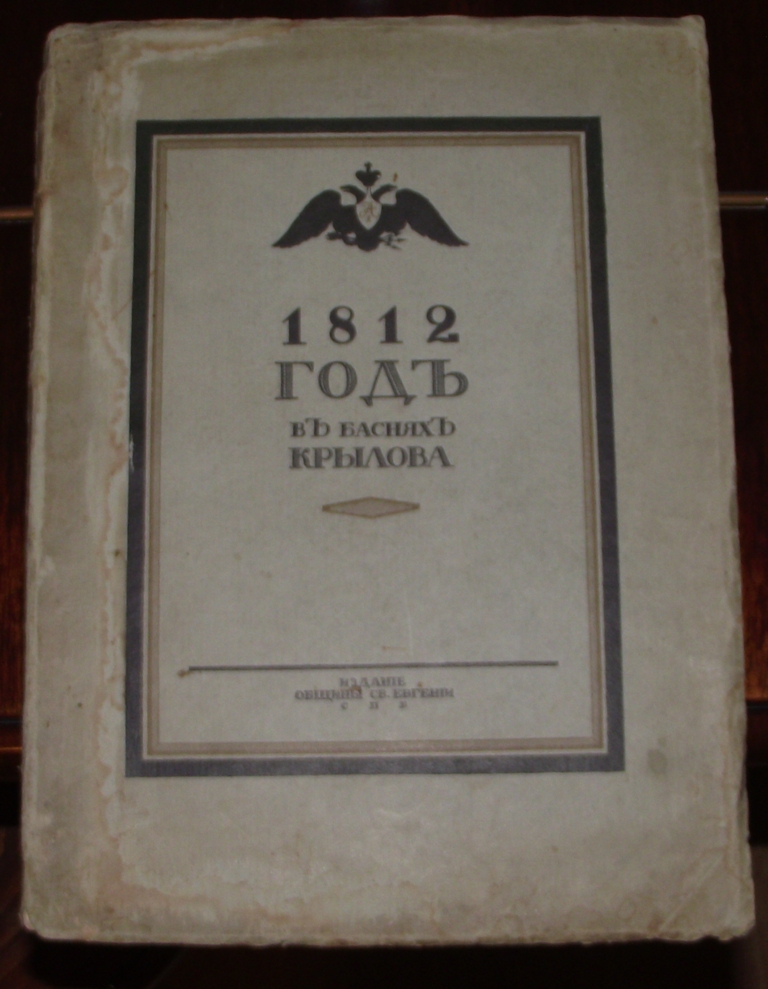 1812
ГОДЪ
ВЪ БАСНЯХЪ
КРЫЛОВА
ИЗДАНІЕ
ОБЩИНЫ СВ. ЕВГЕНІИ
С П Б